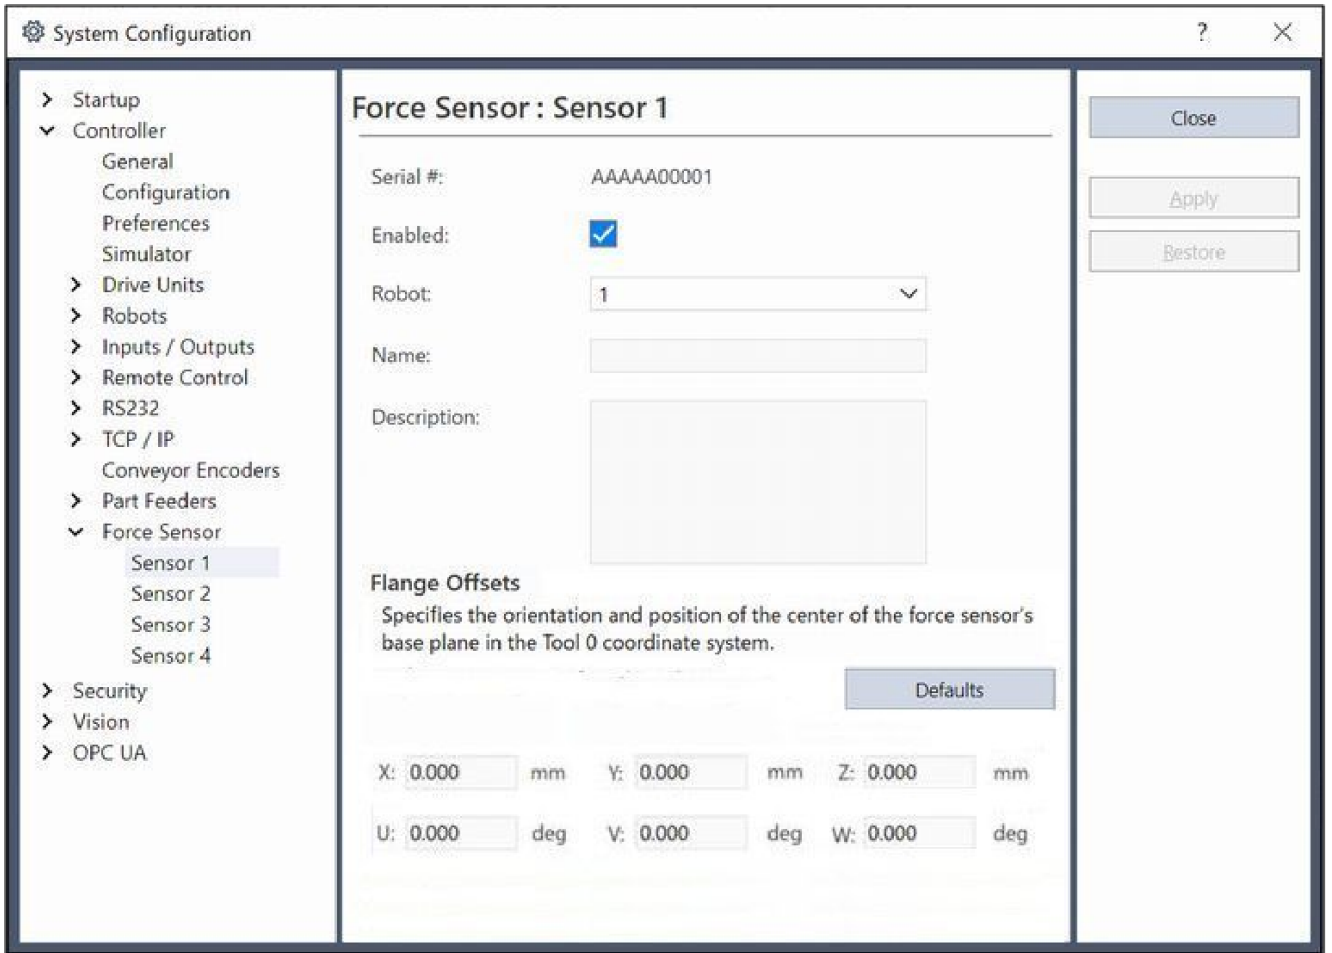 System Configuration
?
Startup
Controller
General
Configuration
Preferences
Simulator
Drive Units
Robots
Inputs / Outputs
Remote Control
RS232
TCP / IP
Conveyor Encoders
Part Feeders
Force Sensor
Sensor 1
Sensor 2
Sensor 3
Sensor 4
Security
Vision
OPC UA
Force Sensor : Sensor 1
Serial #: AAAAA00001
Enabled:
Robot: 1
Name:
Description:
Flange Offsets
Specifies the orientation and position of the center of the force sensor's
base plane in the Tool 0 coordinate system.
Defaults
X: 0.000 mm Y: 0.000 mm Z: 0.000 mm
U: 0.000 deg V: 0.000 deg W: 0.000 deg
Close
Apply
Restore